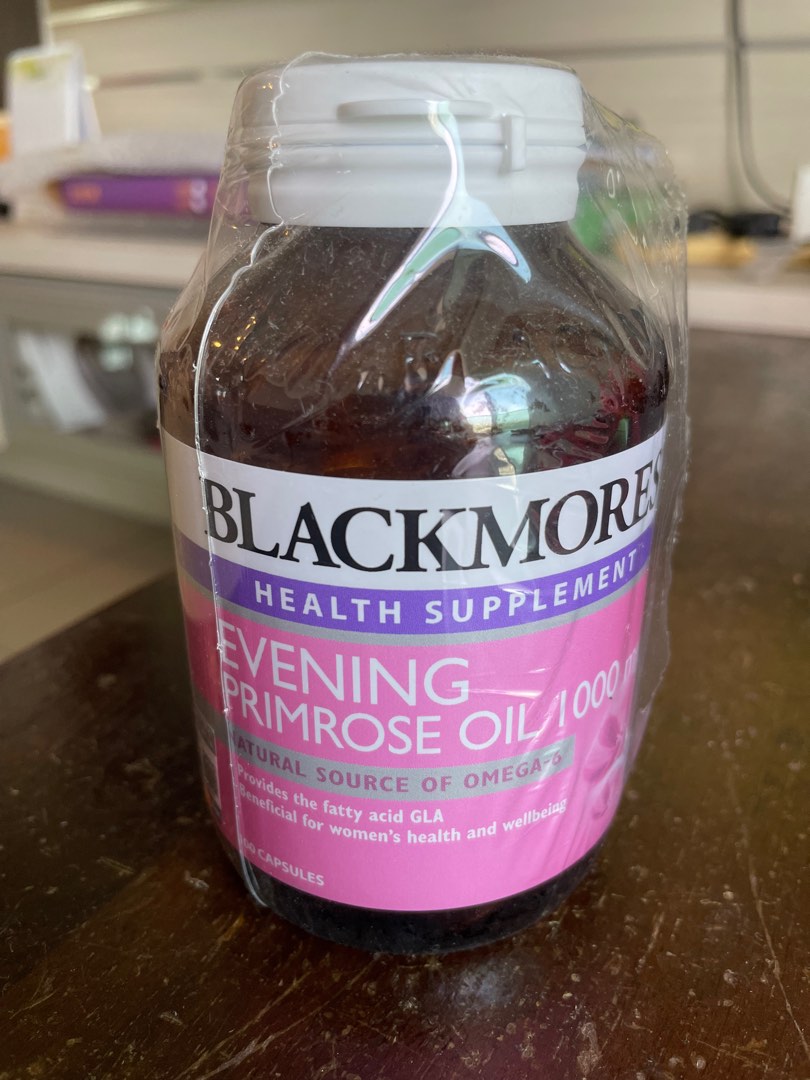 BLACKMORES
HEALTH SUPPLEMENT
EVENING
PRIMROSE OIL 1000
NATURAL SOURCE OF OMEGA-6
Provides the fatty acid GLA
Beneficial for women's health and wellbeing
CAPSULES